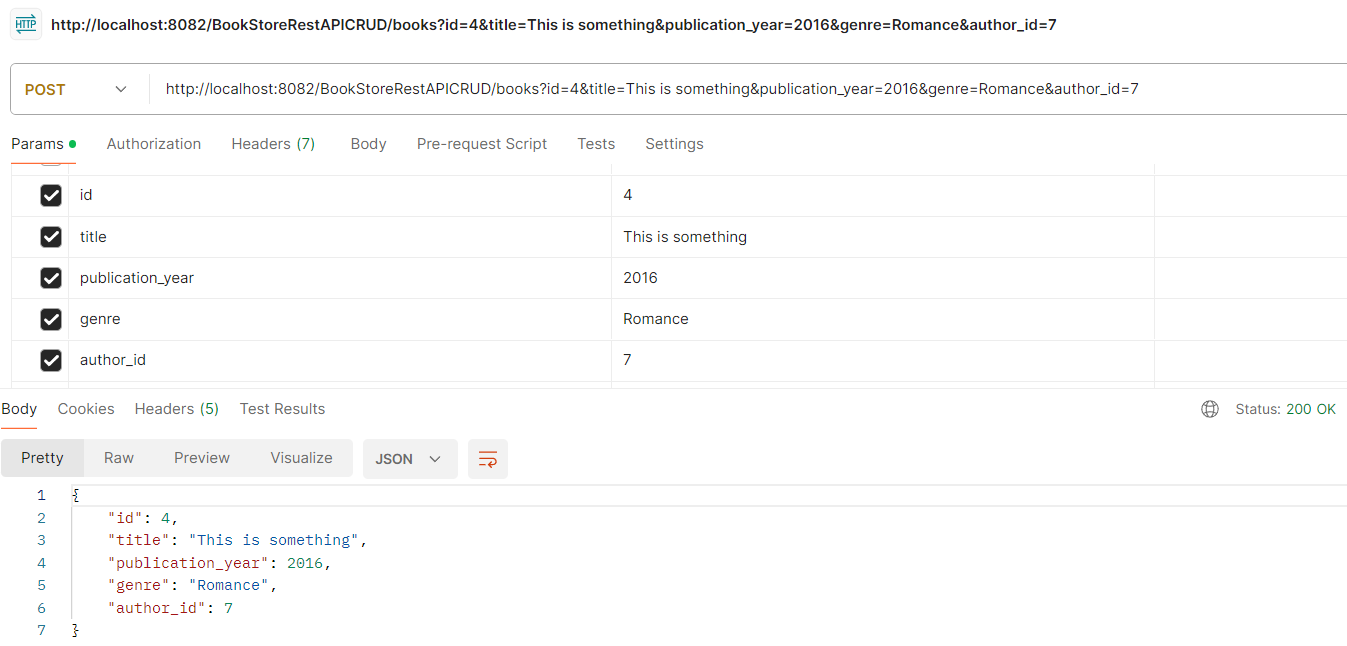 HTTP http://localhost:8082/BookStoreRestAPICRUD/books?id=4&title=This is something&publication_year=2016&genre=Romance&author_id=7
POST http://localhost:8082/BookStoreRestAPICRUD/books?id=4&title=This is something&publication_year=2016&genre=Romance&author_id=7
Params Authorization Headers (7) Body Pre-request Script Tests Settings
id 4
title This is something
publication_year 2016
genre Romance
author_id 7
Body Cookies Headers (5) Test Results Status: 200 OK
Pretty Raw Preview Visualize JSON
1 {
2 "id": 4,
3 "title": "This is something",
4 "publication_year": 2016,
5 "genre": "Romance",
6 "author_id": 7
7 }